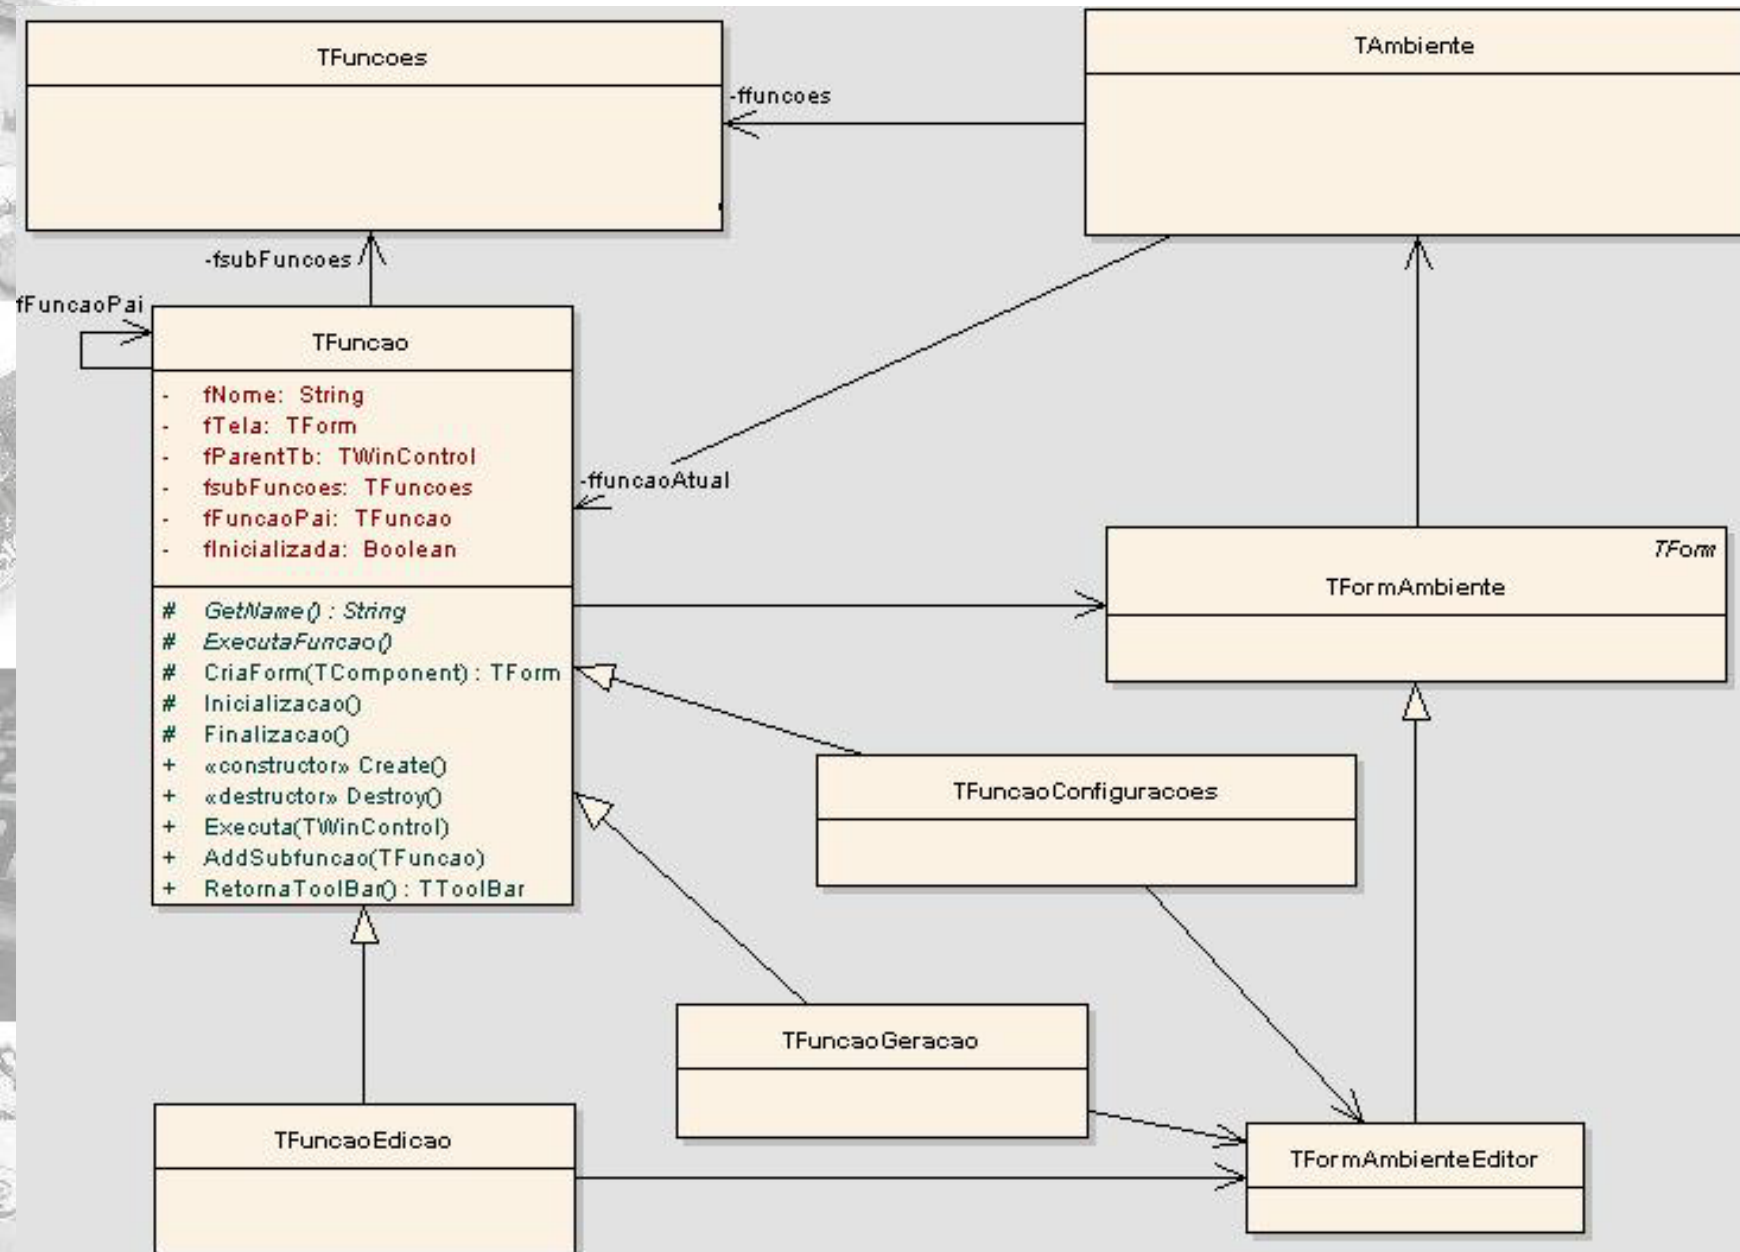 TFuncoes
TAmbiente
-ffuncoes
-fsubFuncoes
fFuncaoPai
TFuncao
- fNome: String
- fTela: TForm
- fParentTb: TWinControl
- fsubFuncoes: TFuncoes
- fFuncaoPai: TFuncao
- fInicializada: Boolean
-ffuncaoAtual
# GetName() : String
# ExecutaFuncao()
# CriaForm(TComponent) : TForm
# Inicializacao()
# Finalizacao()
+ «constructor» Create()
+ «destructor» Destroy()
+ Executa(TWinControl)
+ AddSubfuncao(TFuncao)
+ RetornaToolBar() : TToolBar
TForm
TFormAmbiente
TFuncaoConfiguracoes
TFuncaoGeracao
TFuncaoEdicao
TFormAmbienteEditor